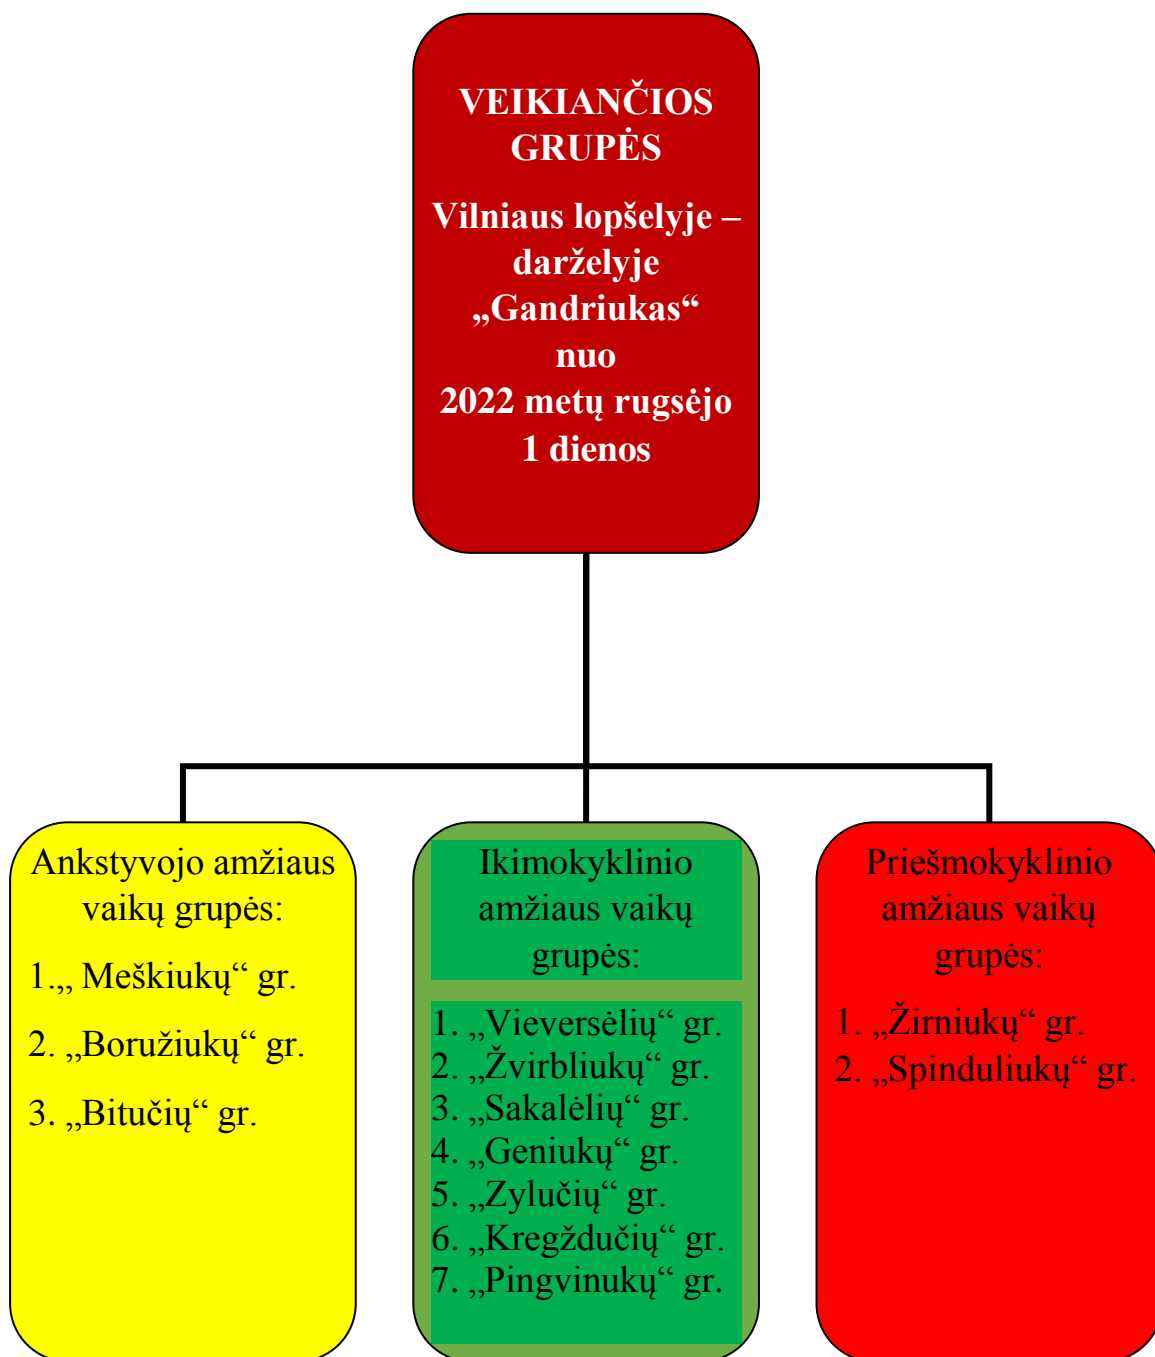 VEIKIANČIOS
GRUPĖS
Vilniaus lopšelyje –
darželyje
„Gandriukas“
nuo
2022 metų rugsėjo
1 dienos
Ankstyvojo amžiaus
vaikų grupės:
1.„ Meškiukų“ gr.
2. „Boružiukų“ gr.
3. „Bitučių“ gr.
Ikimokyklinio
amžiaus vaikų
grupės:
1. „Vieversėlių“ gr.
2. „Žvirbliukų“ gr.
3. „Sakalėlių“ gr.
4. „Geniukų“ gr.
5. „Zylučių“ gr.
6. „Kregždučių“ gr.
7. „Pingvinukų“ gr.
Priešmokyklinio
amžiaus vaikų
grupės:
1. „Žirniukų“ gr.
2. „Spinduliukų“ gr.